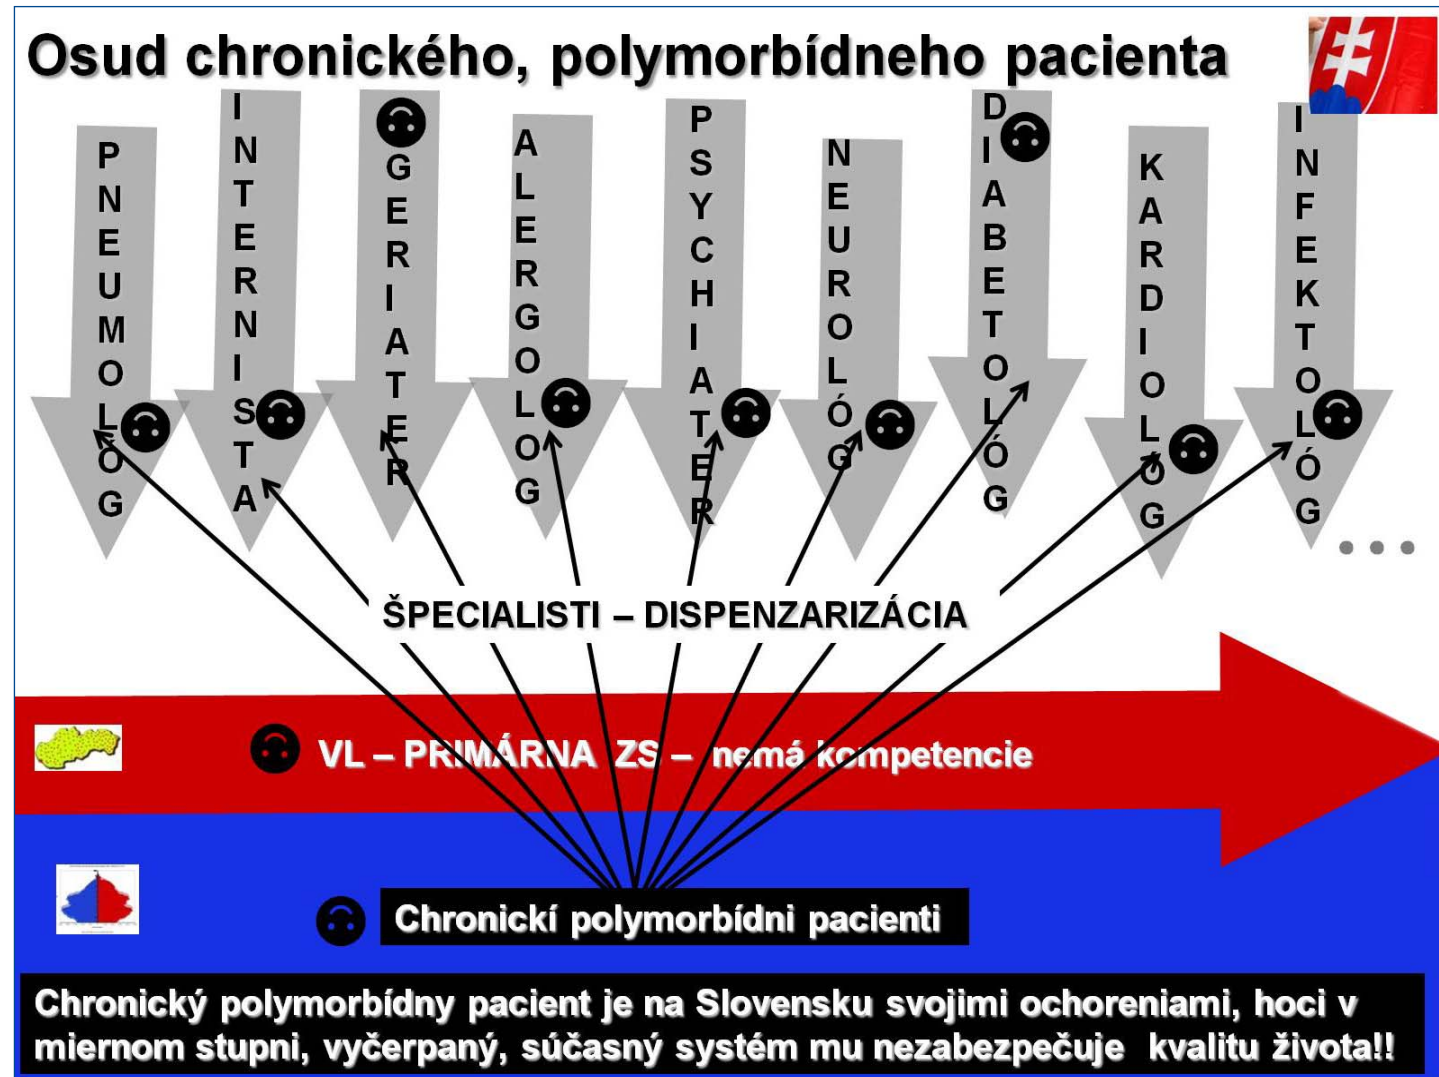 Osud chronického, polymorbídneho pacienta
PNEUMOLOG
INTERNISTA
GERIATER
ALERGOLOG
PSYCHIATER
NEUROLÓG
DIABETOLÓG
KARDIOLÓG
INFEKTOLÓG
...
ŠPECIALISTI – DISPENZARIZÁCIA
VL – PRIMÁRNA ZS – nemá kompetencie
Chronickí polymorbídni pacienti
Chronický polymorbídny pacient je na Slovensku svojimi ochoreniami, hoci v
miernom stupni, vyčerpaný, súčasný systém mu nezabezpečuje kvalitu života!!